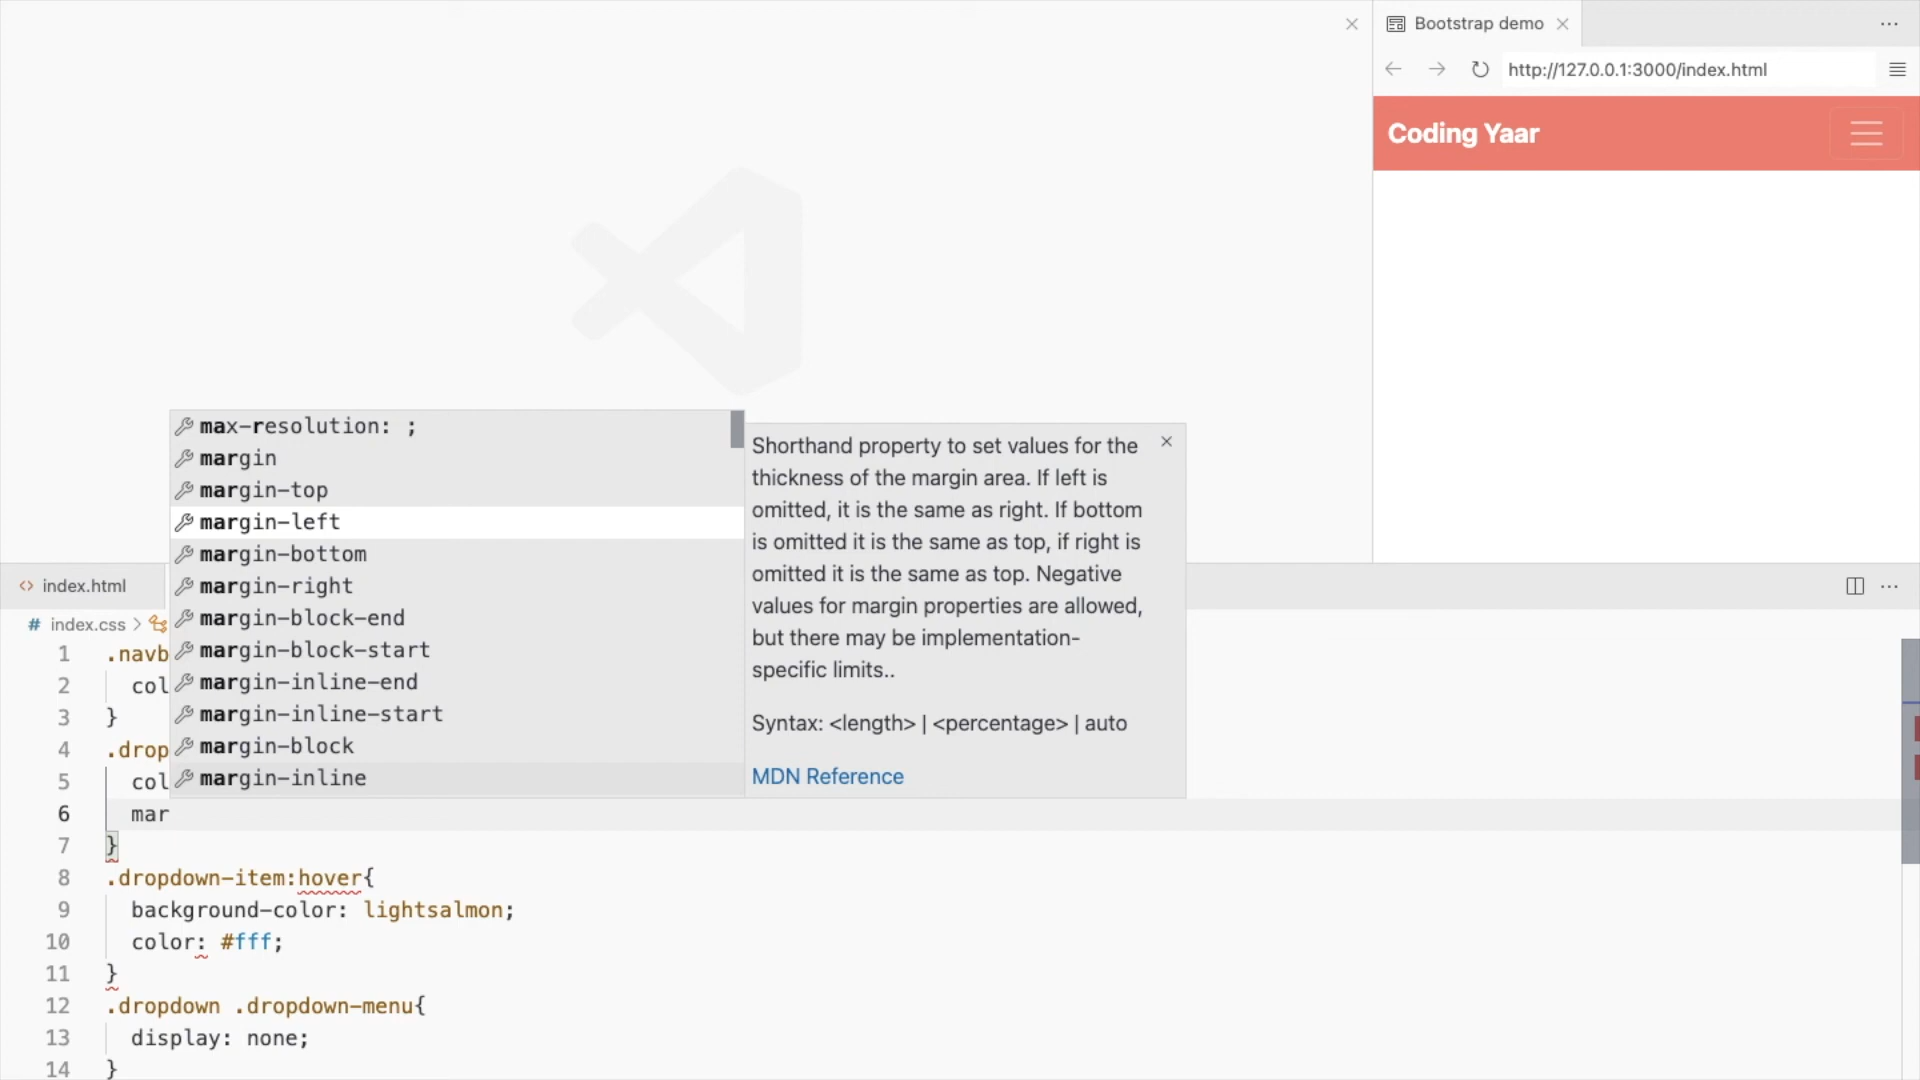 Bootstrap demo
http://127.0.0.1:3000/index.html
Coding Yaar
max-resolution: ;
margin
margin-top
margin-left
margin-bottom
margin-right
margin-block-end
margin-block-start
margin-inline-end
margin-inline-start
margin-block
margin-inline
Shorthand property to set values for the
thickness of the margin area. If left is
omitted, it is the same as right. If bottom
is omitted it is the same as top, if right is
omitted it is the same as top. Negative
values for margin properties are allowed,
but there may be implementation-
specific limits..
Syntax: <length> | <percentage> | auto
MDN Reference
<> index.html
# index.css >
1 .navb
2 col
3 }
4 .drop
5 col
6 mar
7 }
8 .dropdown-item:hover{
9 background-color: lightsalmon;
10 color: #fff;
11 }
12 .dropdown .dropdown-menu{
13 display: none;
14 }